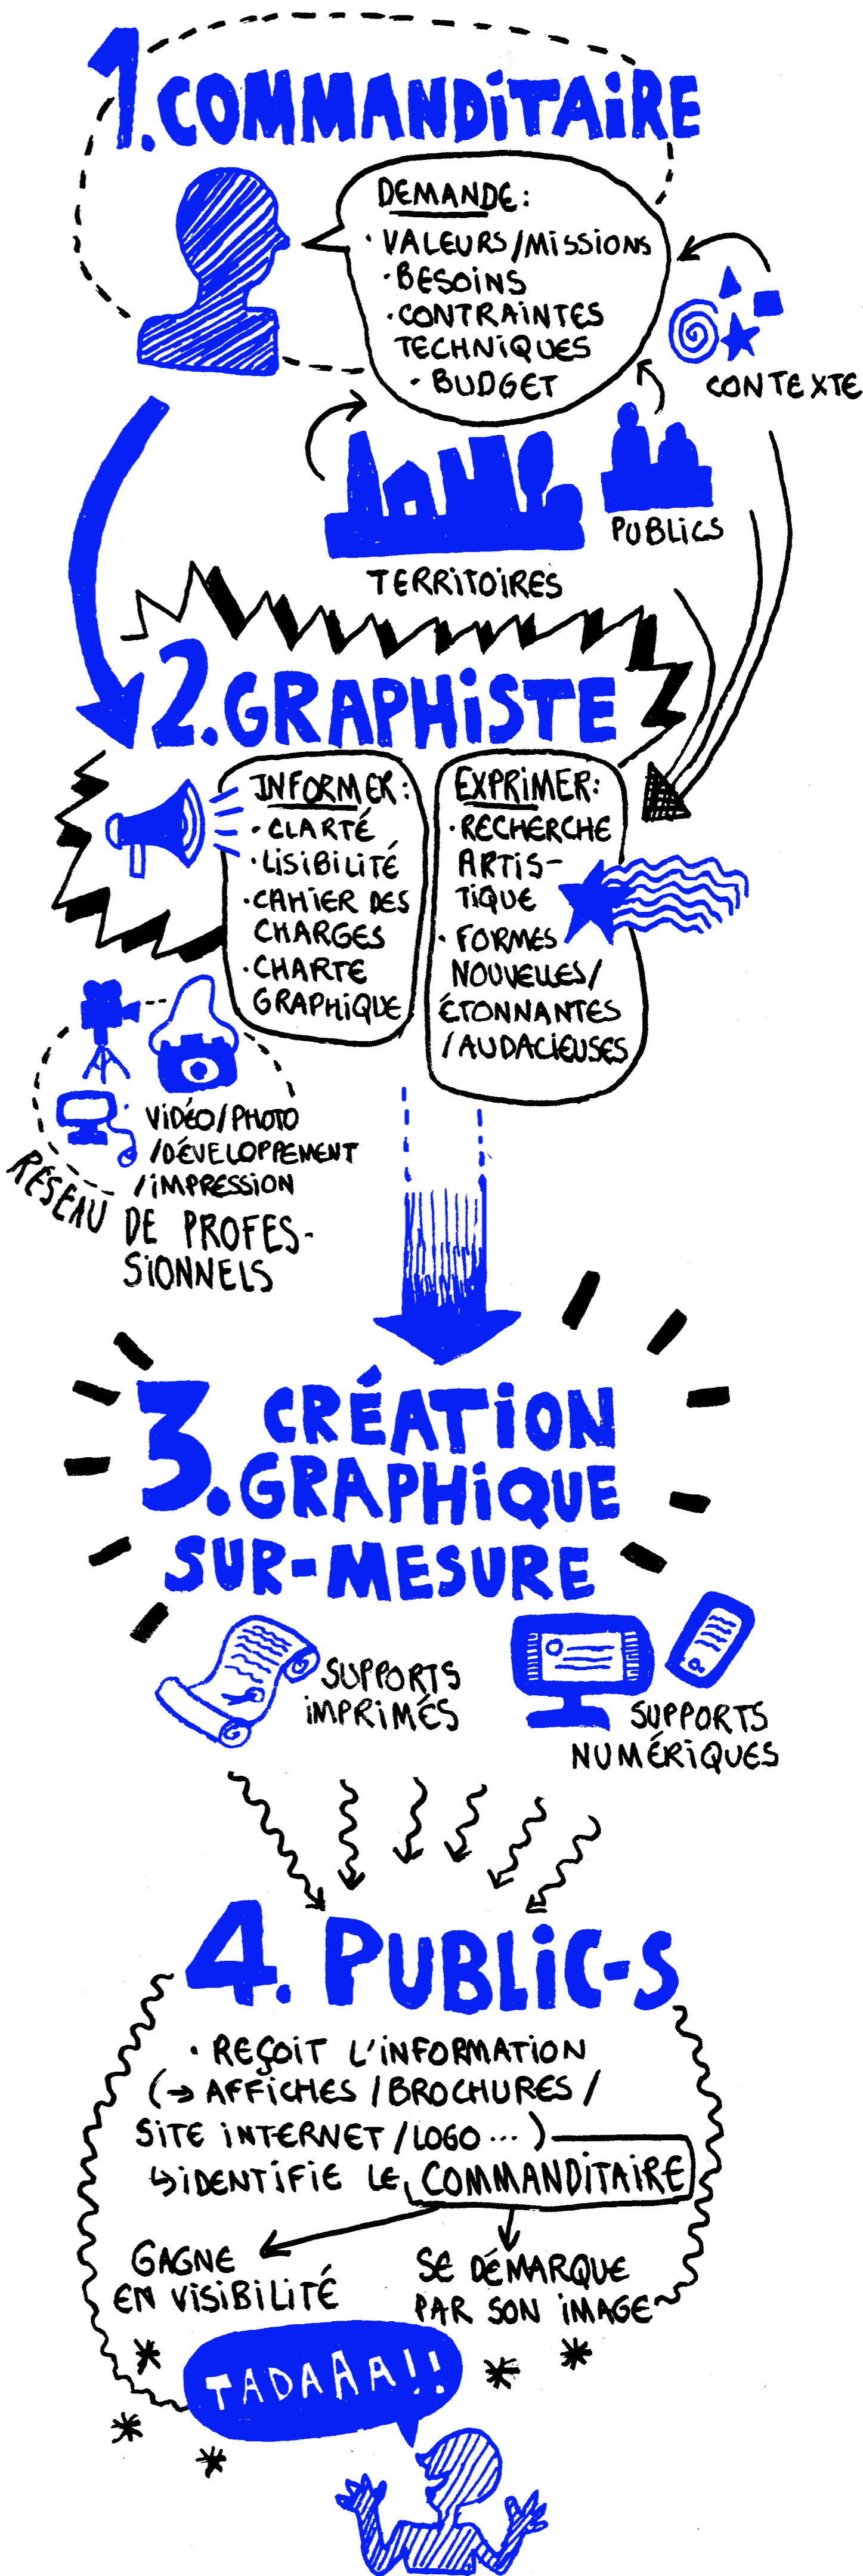 1. COMMANDiTAiRE
DEMANDE :
· VALEURS/MiSSiONS
· BESOiNS
· CONTRAiNTES
TECHNiQUES
· BUDGET
CONTEXTE
PUBLiCS
TERRiTOiRES
2. GRAPHiSTE
INFORMER :
· CLARTÉ
· LiSiBiLiTÉ
· CAHiER DES
CHARGES
· CHARTE
GRAPHiQUE
EXPRiMER :
· RECHERCHE
ARTiS-
TiQUE
· FORMES
NOUVELLES/
ÉTONNANTES
/AUDACiEUSES
ViDÉO/PHOTO
/DÉVELOPPEMENT
/iMPRESSiON
RÉSEAU DE PROFES-
SiONNELS
3. CRÉATiON
GRAPHiQUE
SUR-MESURE
SUPPORTS
iMPRiMÉS
SUPPORTS
NUMÉRiQUES
4. PUBLiC-S
· REÇOiT L'iNFORMATiON
(→ AFFiCHES / BROCHURES /
SiTE iNTERNET / LOGO ... )
↳ iDENTiFiE LE COMMANDiTAiRE
GAGNE
EN ViSiBiLiTÉ
SE DÉMARQUE
PAR SON iMAGE
TADAAA!!